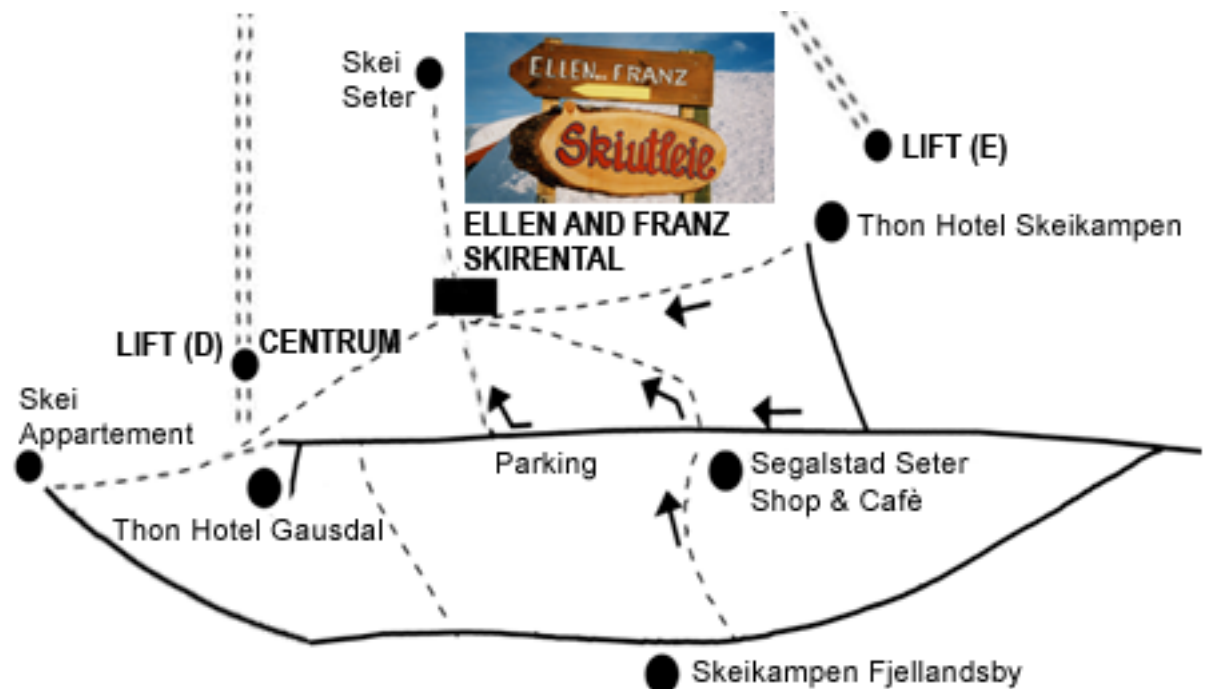 Skei
Seter
ELLEN FRANZ
Skiutleie
LIFT (E)
ELLEN AND FRANZ
SKIRENTAL
Thon Hotel Skeikampen
LIFT (D)
CENTRUM
Skei
Appartement
Parking
Segalstad Seter
Shop & Cafè
Thon Hotel Gausdal
Skeikampen Fjellandsby